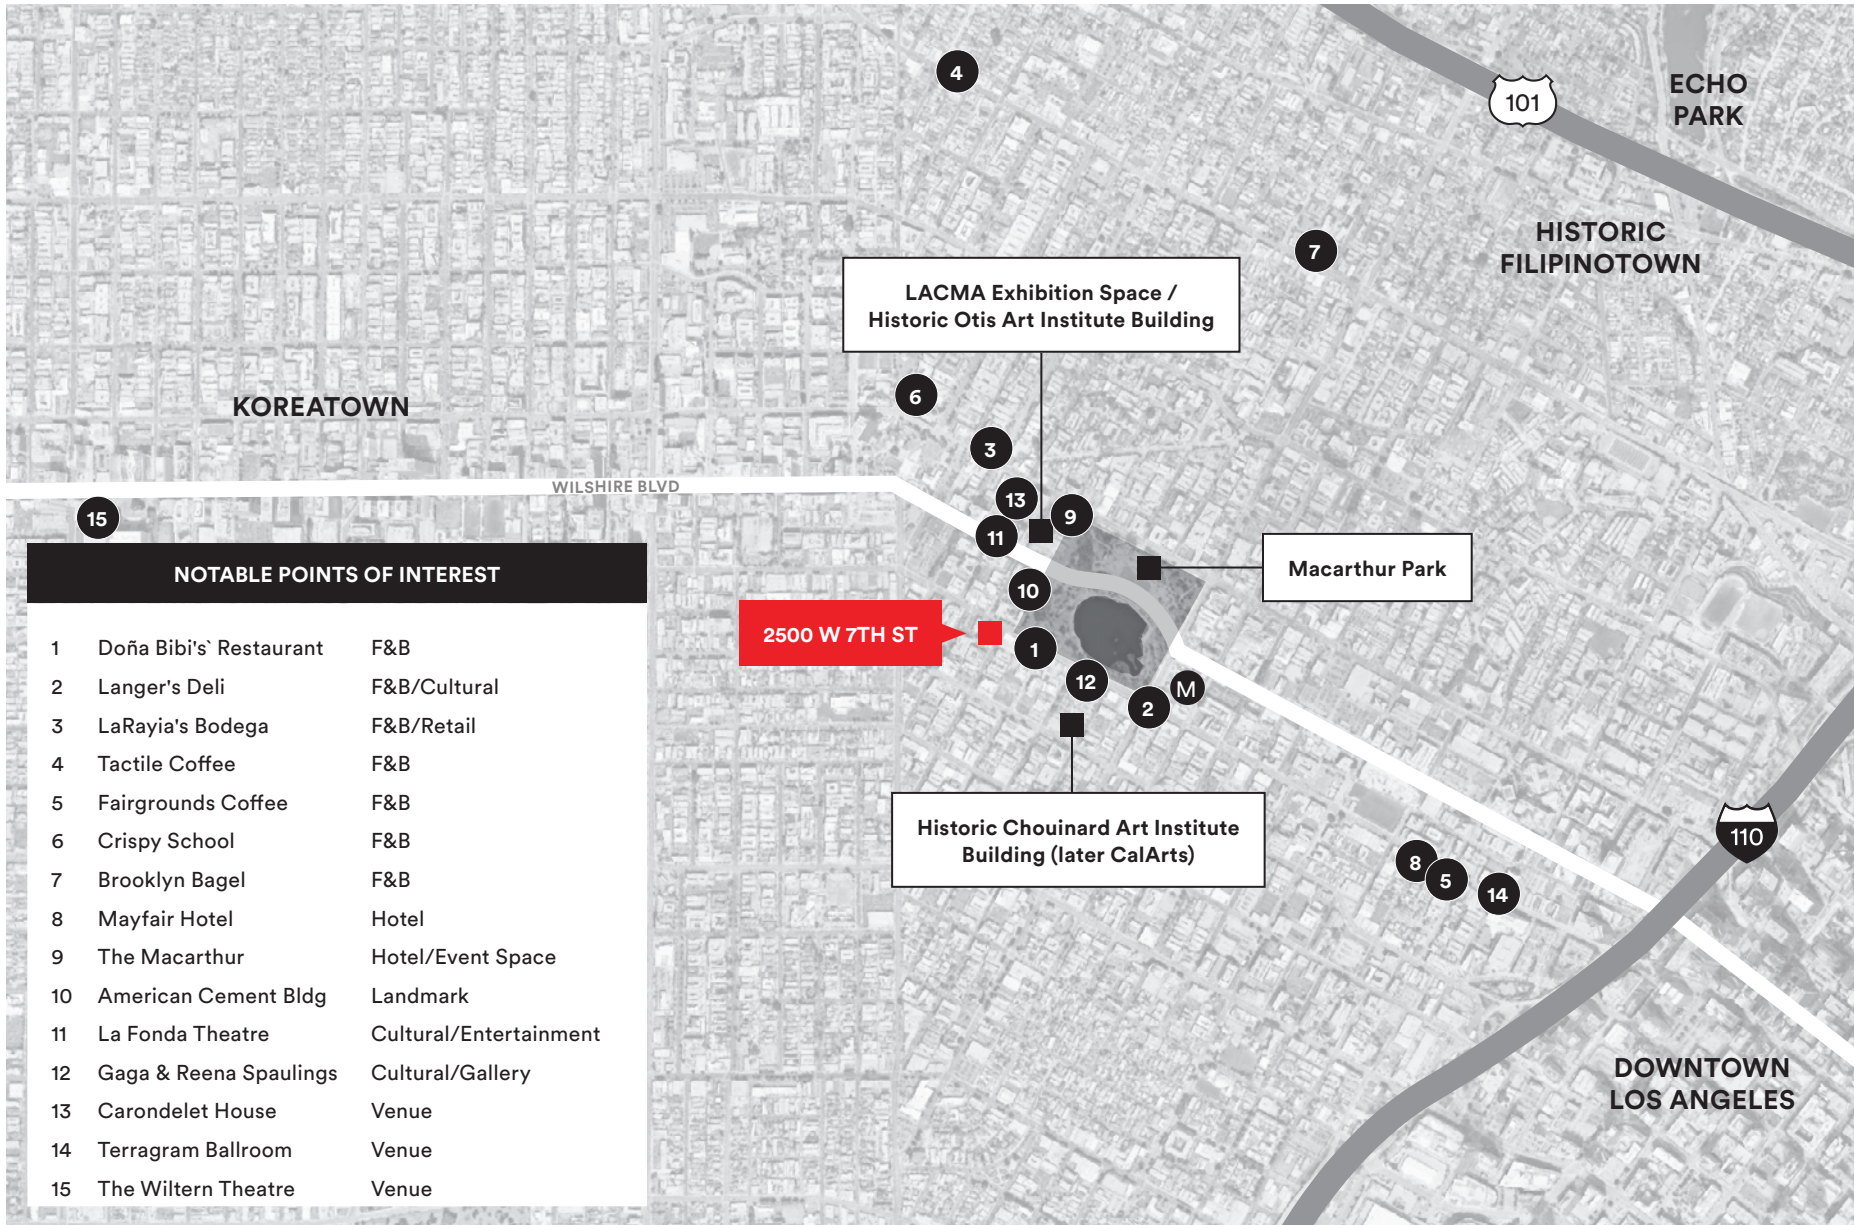 4
101
ECHO
PARK
7
HISTORIC
FILIPINOTOWN
LACMA Exhibition Space /
Historic Otis Art Institute Building
6
KOREATOWN
3
WILSHIRE BLVD
13
15
9
11
Macarthur Park
10
2500 W 7TH ST
1
12
M
2
Historic Chouinard Art Institute
Building (later CalArts)
110
8
5
14
DOWNTOWN
LOS ANGELES
NOTABLE POINTS OF INTEREST
1 Doña Bibi's` Restaurant F&B
2 Langer's Deli F&B/Cultural
3 LaRayia's Bodega F&B/Retail
4 Tactile Coffee F&B
5 Fairgrounds Coffee F&B
6 Crispy School F&B
7 Brooklyn Bagel F&B
8 Mayfair Hotel Hotel
9 The Macarthur Hotel/Event Space
10 American Cement Bldg Landmark
11 La Fonda Theatre Cultural/Entertainment
12 Gaga & Reena Spaulings Cultural/Gallery
13 Carondelet House Venue
14 Terragram Ballroom Venue
15 The Wiltern Theatre Venue